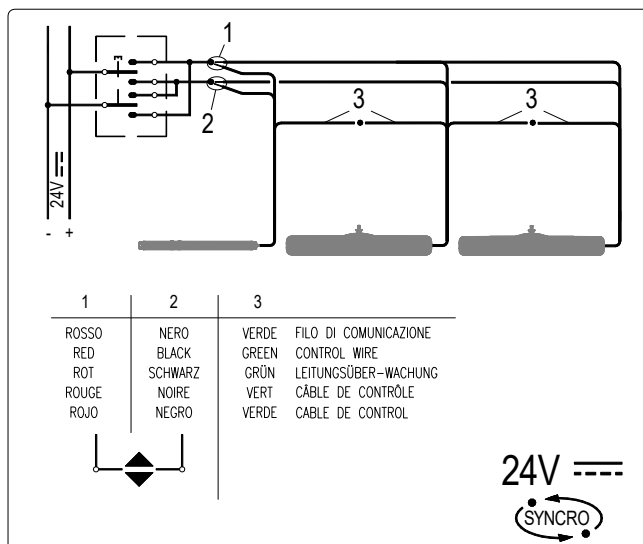 1
2
3
3
24V
- +
1 2 3
ROSSO NERO VERDE FILO DI COMUNICAZIONE
RED BLACK GREEN CONTROL WIRE
ROT SCHWARZ GRÜN LEITUNGSÜBER-WACHUNG
ROUGE NOIRE VERT CÂBLE DE CONTRÔLE
ROJO NEGRO VERDE CABLE DE CONTROL
24V
SYNCRO